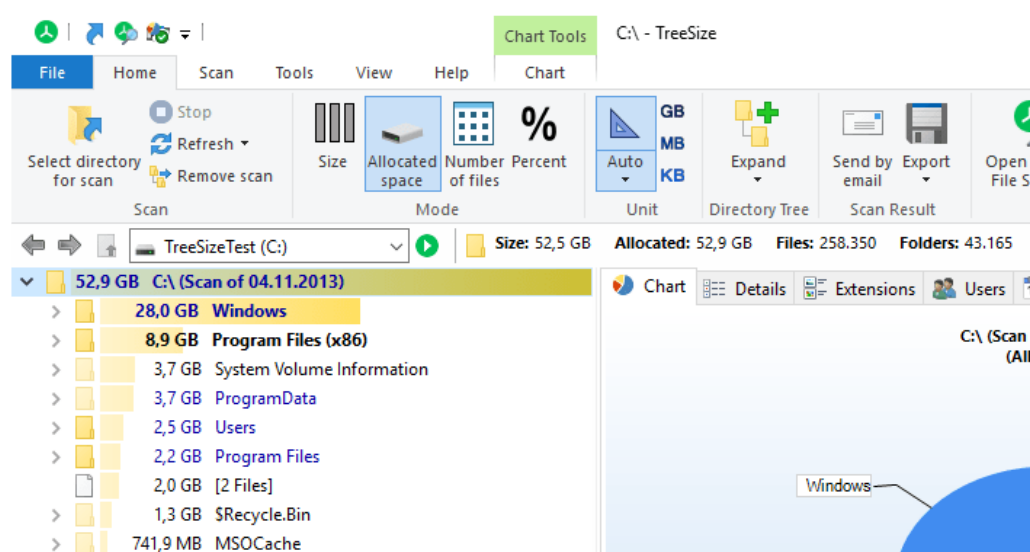 Chart Tools C:\ - TreeSize
File Home Scan Tools View Help Chart
Select directory for scan
Stop
Refresh
Remove scan
Scan
Size
Allocated space
Number of files
% Percent
Mode
Auto
GB
MB
KB
Unit
Expand
Directory Tree
Send by email
Export
Scan Result
Open
File S
TreeSizeTest (C:) Size: 52,5 GB Allocated: 52,9 GB Files: 258.350 Folders: 43.165
52,9 GB C:\ (Scan of 04.11.2013)
28,0 GB Windows
8,9 GB Program Files (x86)
3,7 GB System Volume Information
3,7 GB ProgramData
2,5 GB Users
2,2 GB Program Files
2,0 GB [2 Files]
1,3 GB $Recycle.Bin
741,9 MB MSOCache
Chart Details Extensions Users
C:\ (Scan
(All
Windows